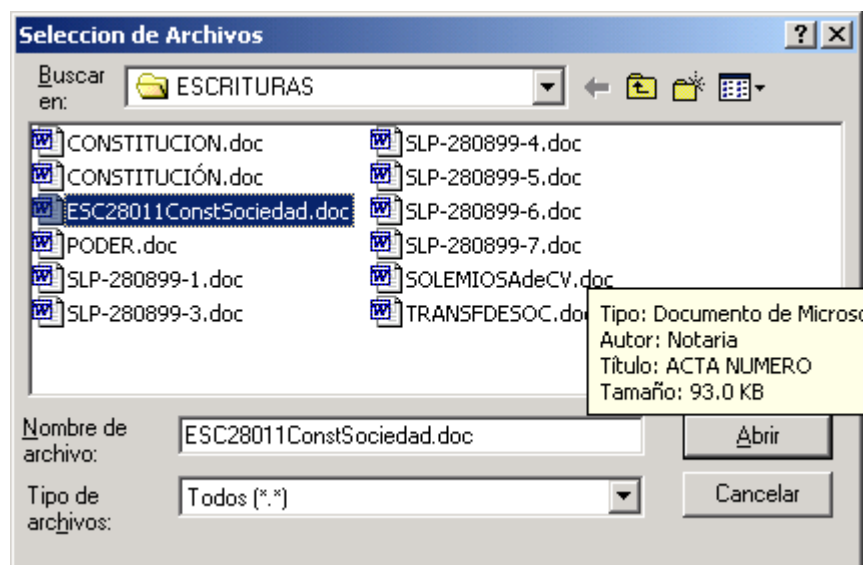 Seleccion de Archivos
Buscar en:
ESCRITURAS
CONSTITUCION.doc
CONSTITUCIÓN.doc
ESC28011ConstSociedad.doc
PODER.doc
SLP-280899-1.doc
SLP-280899-3.doc
SLP-280899-4.doc
SLP-280899-5.doc
SLP-280899-6.doc
SLP-280899-7.doc
SOLEMIOSAdeCV.doc
TRANSFDESOC.doc
Tipo: Documento de Microso
Autor: Notaria
Título: ACTA NUMERO
Tamaño: 93.0 KB
Nombre de archivo:
ESC28011ConstSociedad.doc
Abrir
Tipo de archivos:
Todos (*.*)
Cancelar